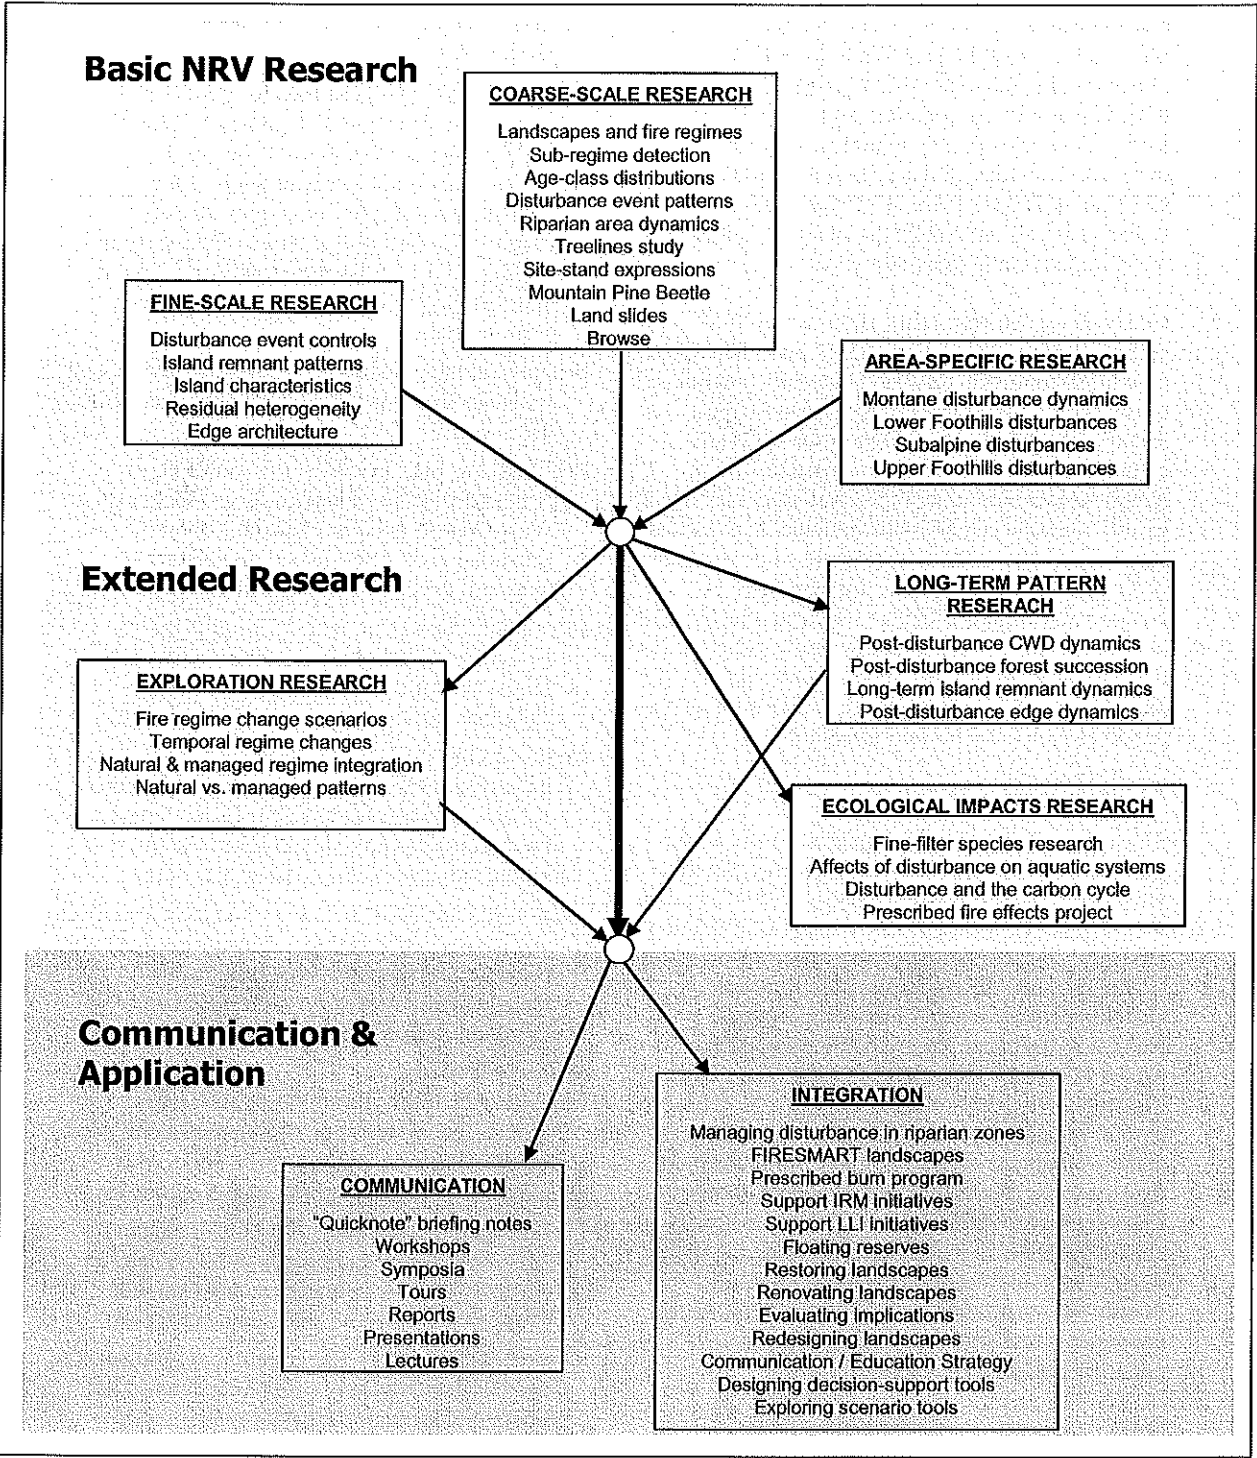 Basic NRV Research
COARSE-SCALE RESEARCH
Landscapes and fire regimes
Sub-regime detection
Age-class distributions
Disturbance event patterns
Riparian area dynamics
Treelines study
Site-stand expressions
Mountain Pine Beetle
Land slides
Browse
FINE-SCALE RESEARCH
Disturbance event controls
Island remnant patterns
Island characteristics
Residual heterogeneity
Edge architecture
AREA-SPECIFIC RESEARCH
Montane disturbance dynamics
Lower Foothills disturbances
Subalpine disturbances
Upper Foothills disturbances
Extended Research
LONG-TERM PATTERN
RESERACH
Post-disturbance CWD dynamics
Post-disturbance forest succession
Long-term island remnant dynamics
Post-disturbance edge dynamics
EXPLORATION RESEARCH
Fire regime change scenarios
Temporal regime changes
Natural & managed regime integration
Natural vs. managed patterns
ECOLOGICAL IMPACTS RESEARCH
Fine-filter species research
Affects of disturbance on aquatic systems
Disturbance and the carbon cycle
Prescribed fire effects project
Communication &
Application
INTEGRATION
Managing disturbance in riparian zones
FIRESMART landscapes
Prescribed burn program
Support IRM initiatives
Support LLI initiatives
Floating reserves
Restoring landscapes
Renovating landscapes
Evaluating implications
Redesigning landscapes
Communication / Education Strategy
Designing decision-support tools
Exploring scenario tools
COMMUNICATION
"Quicknote" briefing notes
Workshops
Symposia
Tours
Reports
Presentations
Lectures